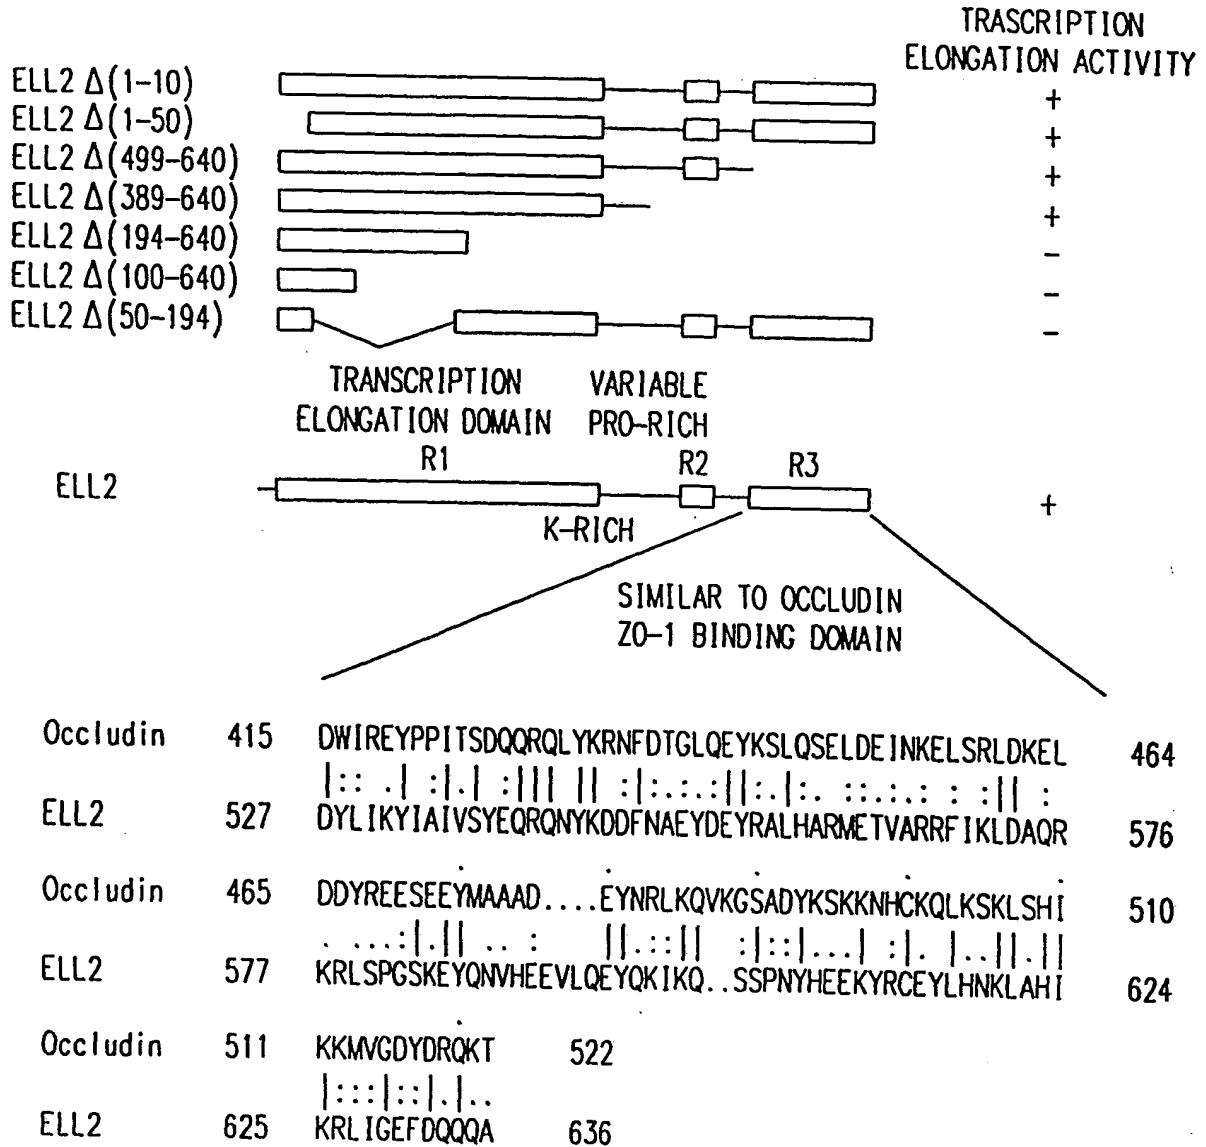 TRASCRIPTION
ELONGATION ACTIVITY
ELL2 Δ(1-10) +
ELL2 Δ(1-50) +
ELL2 Δ(499-640) +
ELL2 Δ(389-640) +
ELL2 Δ(194-640) -
ELL2 Δ(100-640) -
ELL2 Δ(50-194) -
TRANSCRIPTION VARIABLE
ELONGATION DOMAIN PRO-RICH
R1 R2 R3
ELL2 +
K-RICH
SIMILAR TO OCCLUDIN
ZO-1 BINDING DOMAIN
Occludin 415 DWIREYPPITSDQQRQLYKRNFDTGLQEYKSLQSELDEINKELSRLDKEL 464
|:: .| :|.| :||| || :|:.:.:||:.|:. ::.:.: : :|| :
ELL2 527 DYLIKYIAIVSYEQRQNYKDDFNAEYDEYRALHARMETVARRFIKLDAQR 576
Occludin 465 DDYREESEEYMAAAD....EYNRLKQVKGSADYKSKKNHCKQLKSKLSHI 510
. ...:|.|| .. : ||.::|| :|::|...| :|. |..||.||
ELL2 577 KRLSPGSKEYQNVHEEVLQEYQKIKQ..SSPNYHEEKYRCEYLHNKLAHI 624
Occludin 511 KKMVGDYDRQKT 522
|:::|::|.|..
ELL2 625 KRLIGEFDQQQA 636